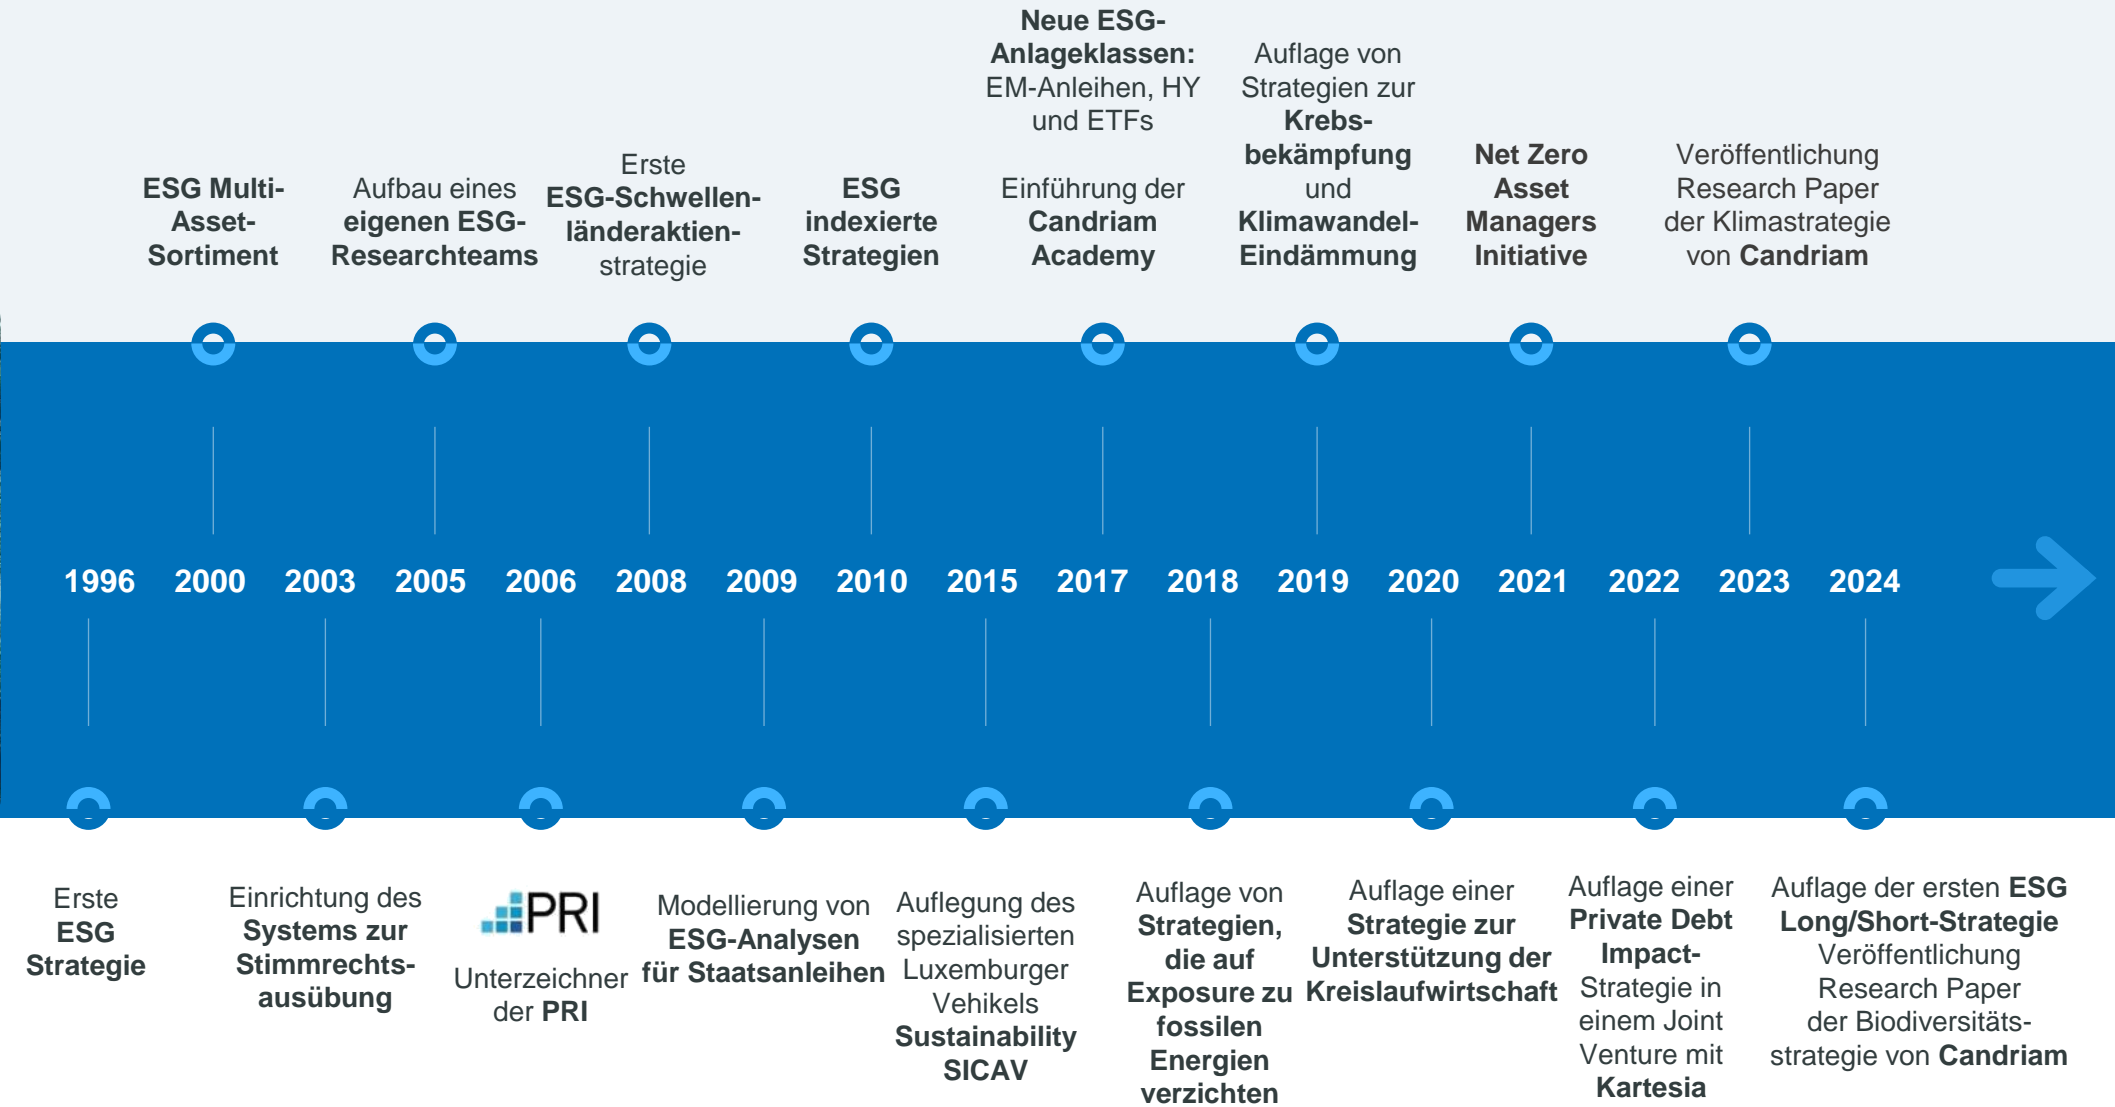 ESG Multi-
Asset-
Sortiment
Aufbau eines
eigenen ESG-
Researchteams
Erste
ESG-Schwellen-
länderaktien-
strategie
ESG
indexierte
Strategien
Neue ESG-
Anlageklassen:
EM-Anleihen, HY
und ETFs
Einführung der
Candriam
Academy
Auflage von
Strategien zur
Krebs-
bekämpfung
und
Klimawandel-
Eindämmung
Net Zero
Asset
Managers
Initiative
Veröffentlichung
Research Paper
der Klimastrategie
von Candriam
1996 2000 2003 2005 2006 2008 2009 2010 2015 2017 2018 2019 2020 2021 2022 2023 2024
Erste
ESG
Strategie
Einrichtung des
Systems zur
Stimmrechts-
ausübung
PRI
Unterzeichner
der PRI
Modellierung von
ESG-Analysen
für Staatsanleihen
Auflegung des
spezialisierten
Luxemburger
Vehikels
Sustainability
SICAV
Auflage von
Strategien,
die auf
Exposure zu
fossilen
Energien
verzichten
Auflage einer
Strategie zur
Unterstützung der
Kreislaufwirtschaft
Auflage einer
Private Debt
Impact-
Strategie in
einem Joint
Venture mit
Kartesia
Auflage der ersten ESG
Long/Short-Strategie
Veröffentlichung
Research Paper
der Biodiversitäts-
strategie von Candriam